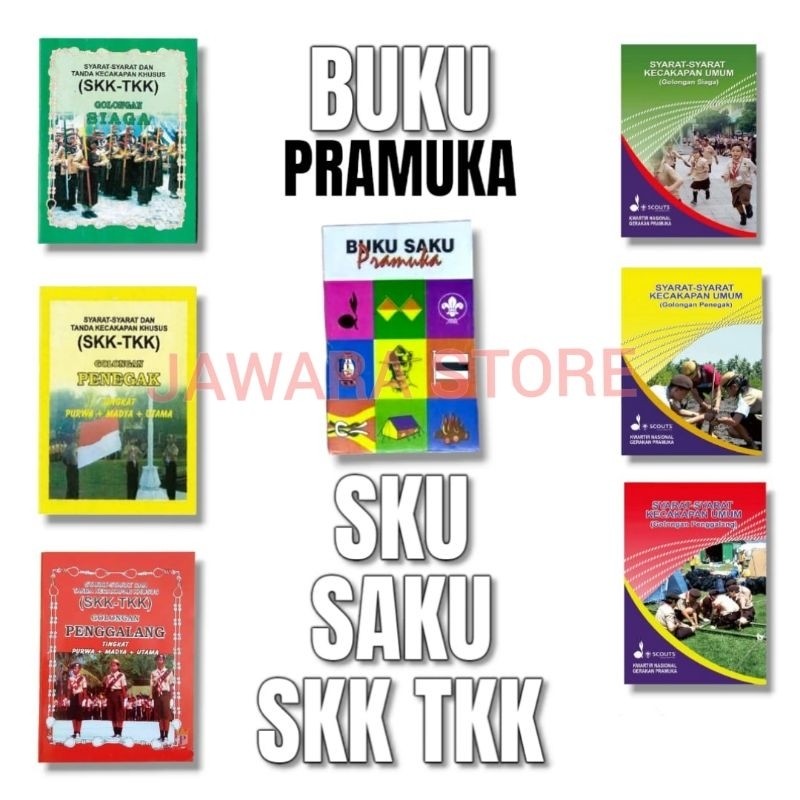 SYARAT-SYARAT DAN
TANDA KECAKAPAN KHUSUS
(SKK-TKK)
GOLONGAN
SIAGA
SYARAT-SYARAT DAN
TANDA KECAKAPAN KHUSUS
(SKK-TKK)
GOLONGAN
PENEGAK
TINGKAT
PURWA + MADYA + UTAMA
SYARAT-SYARAT DAN
TANDA KECAKAPAN KHUSUS
(SKK-TKK)
GOLONGAN
PENGGALANG
TINGKAT
PURWA + MADYA + UTAMA
BUKU
PRAMUKA
BUKU SAKU
Pramuka
JAWARA STORE
SKU
SAKU
SKK TKK
SYARAT-SYARAT
KECAKAPAN UMUM
(Golongan Siaga)
SCOUTS
KWARTIR NASIONAL
GERAKAN PRAMUKA
SYARAT-SYARAT
KECAKAPAN UMUM
(Golongan Penegak)
SCOUTS
KWARTIR NASIONAL
GERAKAN PRAMUKA
SYARAT-SYARAT
KECAKAPAN UMUM
(Golongan Penggalang)
SCOUTS
KWARTIR NASIONAL
GERAKAN PRAMUKA